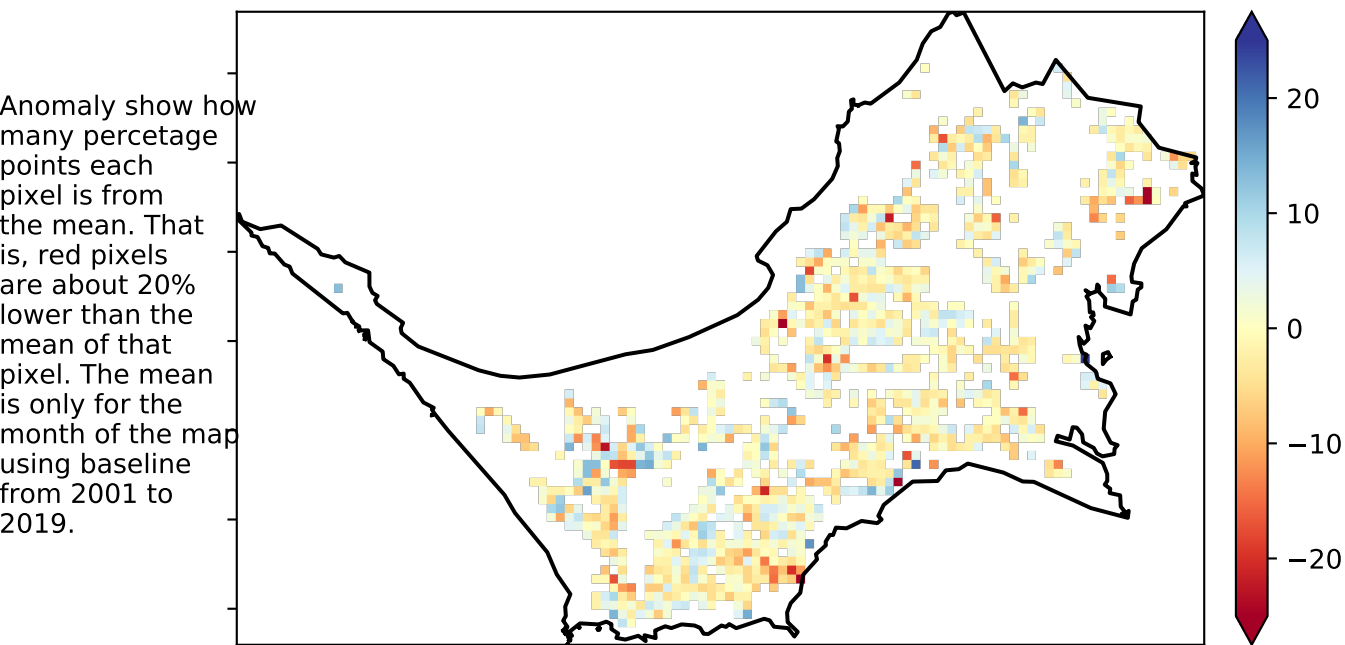 Anomaly show how
many percetage
points each
pixel is from
the mean. That
is, red pixels
are about 20%
lower than the
mean of that
pixel. The mean
is only for the
month of the map
using baseline
from 2001 to
2019.
20
10
0
−10
−20